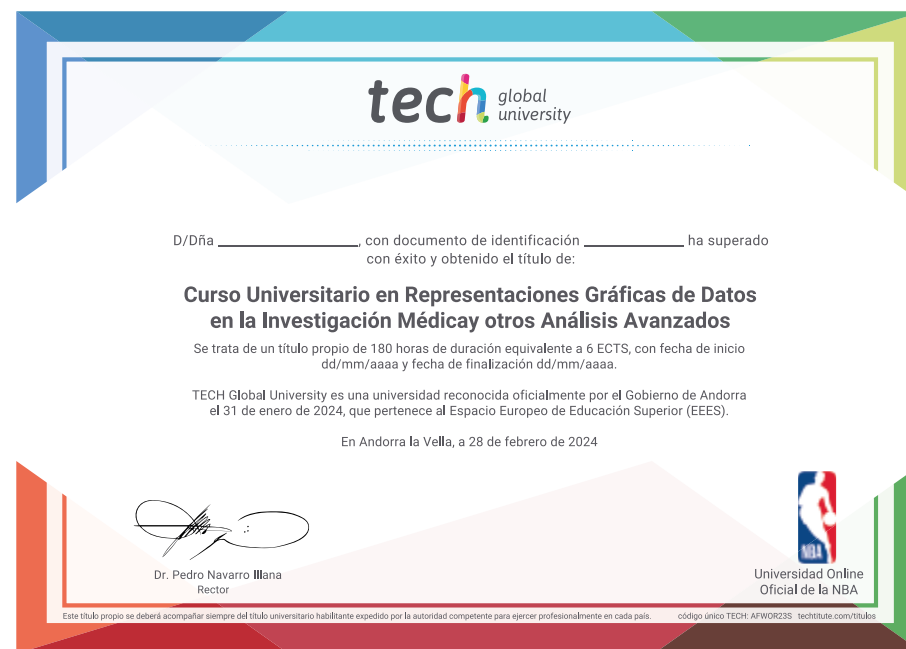 tech global university
D/Dña ____________, con documento de identificación ____________ ha superado
con éxito y obtenido el título de:
Curso Universitario en Representaciones Gráficas de Datos
en la Investigación Médicay otros Análisis Avanzados
Se trata de un título propio de 180 horas de duración equivalente a 6 ECTS, con fecha de inicio
dd/mm/aaaa y fecha de finalización dd/mm/aaaa.
TECH Global University es una universidad reconocida oficialmente por el Gobierno de Andorra
el 31 de enero de 2024, que pertenece al Espacio Europeo de Educación Superior (EEES).
En Andorra la Vella, a 28 de febrero de 2024
NBA
Dr. Pedro Navarro Illana
Rector
Universidad Online
Oficial de la NBA
Este título propio se deberá acompañar siempre del título universitario habilitante expedido por la autoridad competente para ejercer profesionalmente en cada país.
código único TECH: AFWOR23S techtitute.com/titulos